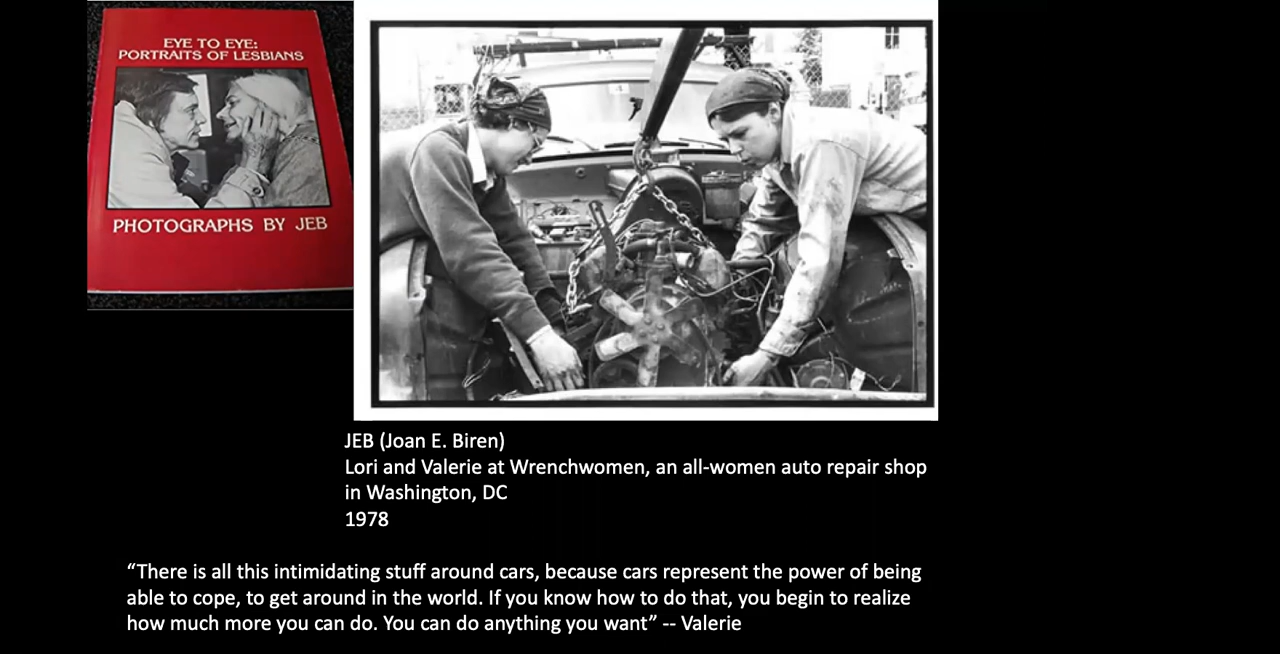 EYE TO EYE:
PORTRAITS OF LESBIANS
PHOTOGRAPHS BY JEB
JEB (Joan E. Biren)
Lori and Valerie at Wrenchwomen, an all-women auto repair shop
in Washington, DC
1978
“There is all this intimidating stuff around cars, because cars represent the power of being
able to cope, to get around in the world. If you know how to do that, you begin to realize
how much more you can do. You can do anything you want” -- Valerie